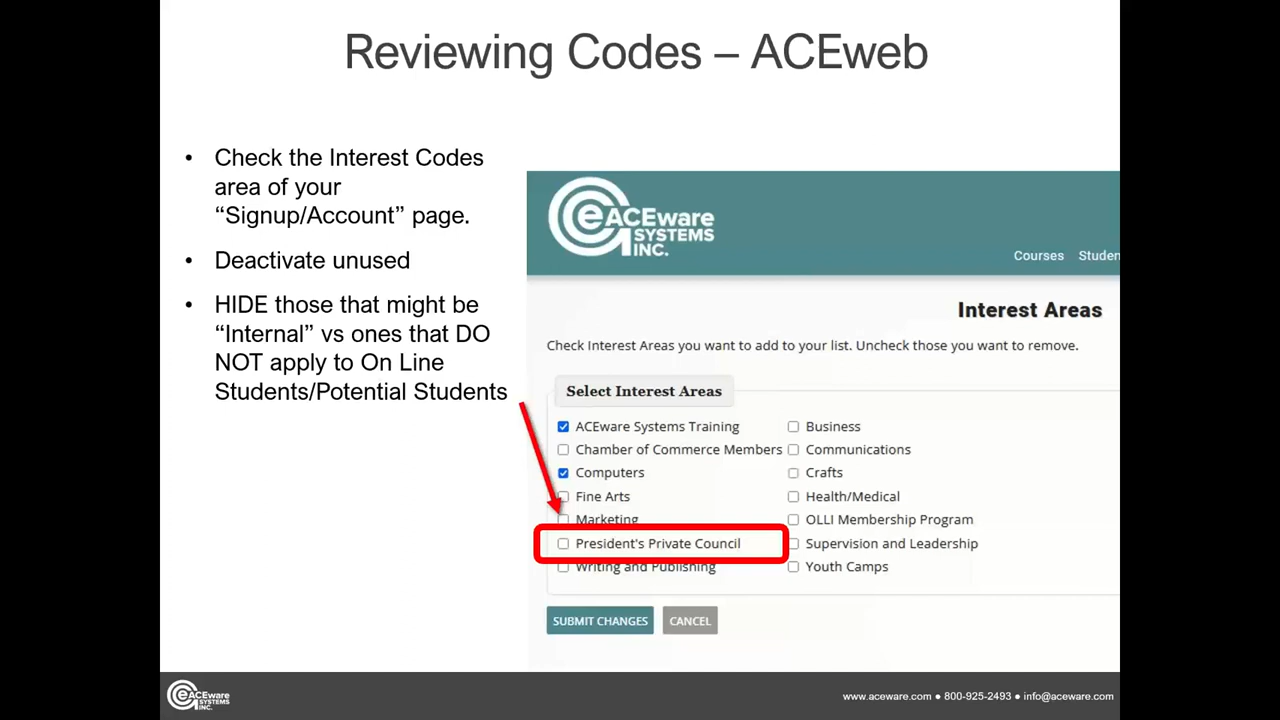 Reviewing Codes – ACEweb
• Check the Interest Codes
area of your
“Signup/Account” page.
• Deactivate unused
• HIDE those that might be
“Internal” vs ones that DO
NOT apply to On Line
Students/Potential Students
eACEware
SYSTEMS
INC.
Courses Studen
Interest Areas
Check Interest Areas you want to add to your list. Uncheck those you want to remove.
Select Interest Areas
ACEware Systems Training Business
Chamber of Commerce Members Communications
Computers Crafts
Fine Arts Health/Medical
Marketing OLLI Membership Program
President's Private Council Supervision and Leadership
Writing and Publishing Youth Camps
SUBMIT CHANGES CANCEL
eACEware
SYSTEMS
INC.
www.aceware.com ● 800-925-2493 ● info@aceware.com